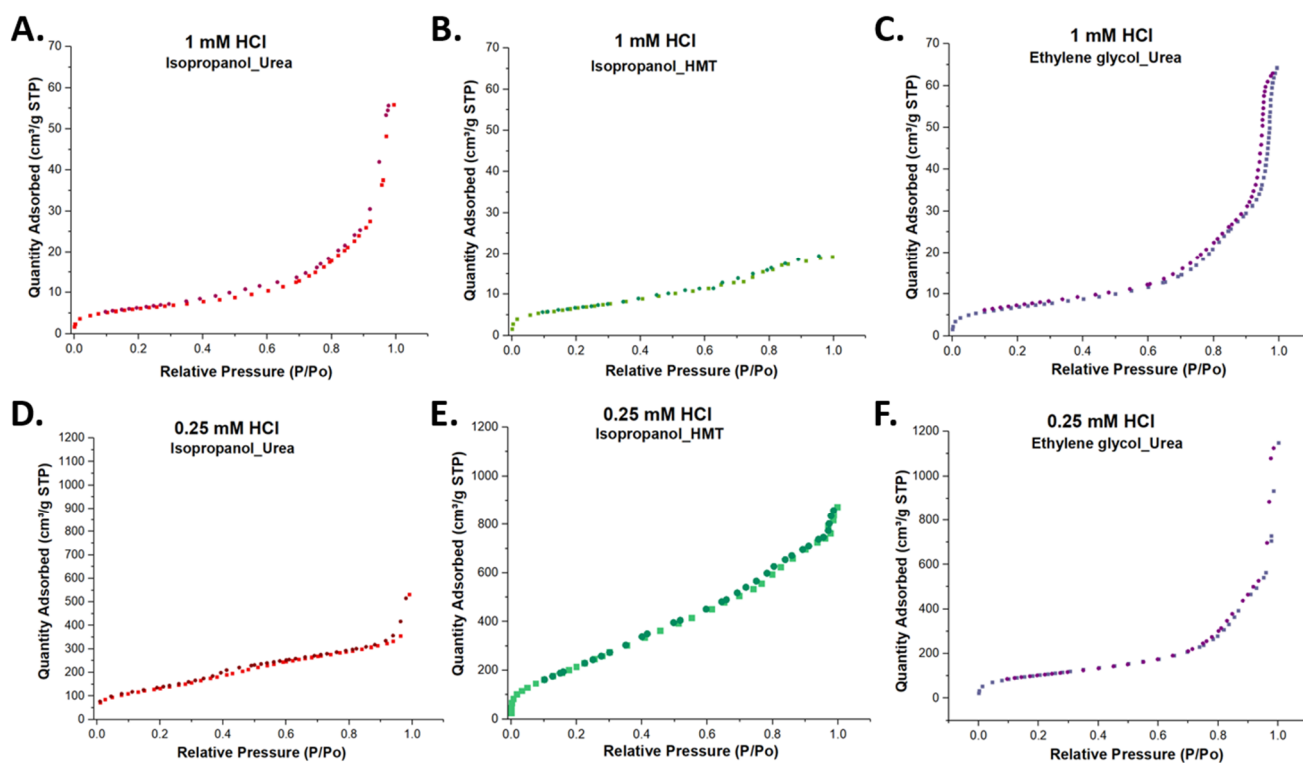 A.
1 mM HCl
Isopropanol_Urea
Quantity Adsorbed (cm³/g STP)
70
60
50
40
30
20
10
0
0.0 0.2 0.4 0.6 0.8 1.0
Relative Pressure (P/Po)
B.
1 mM HCl
Isopropanol_HMT
Quantity Adsorbed (cm³/g STP)
70
60
50
40
30
20
10
0
0.0 0.2 0.4 0.6 0.8 1.0
Relative Pressure (P/Po)
C.
1 mM HCl
Ethylene glycol_Urea
Quantity Adsorbed (cm³/g STP)
70
60
50
40
30
20
10
0
0.0 0.2 0.4 0.6 0.8 1.0
Relative Pressure (P/Po)
D.
0.25 mM HCl
Isopropanol_Urea
Quantity Adsorbed (cm³/g STP)
1200
1100
1000
900
800
700
600
500
400
300
200
100
0
0.0 0.2 0.4 0.6 0.8 1.0
Relative Pressure (P/Po)
E.
0.25 mM HCl
Isopropanol_HMT
Quantity Adsorbed (cm³/g STP)
1200
1000
800
600
400
200
0
0.0 0.2 0.4 0.6 0.8 1.0
Relative Pressure (P/Po)
F.
0.25 mM HCl
Ethylene glycol_Urea
Quantity Adsorbed (cm³/g STP)
1200
1000
800
600
400
200
0
0.0 0.2 0.4 0.6 0.8 1.0
Relative Pressure (P/Po)